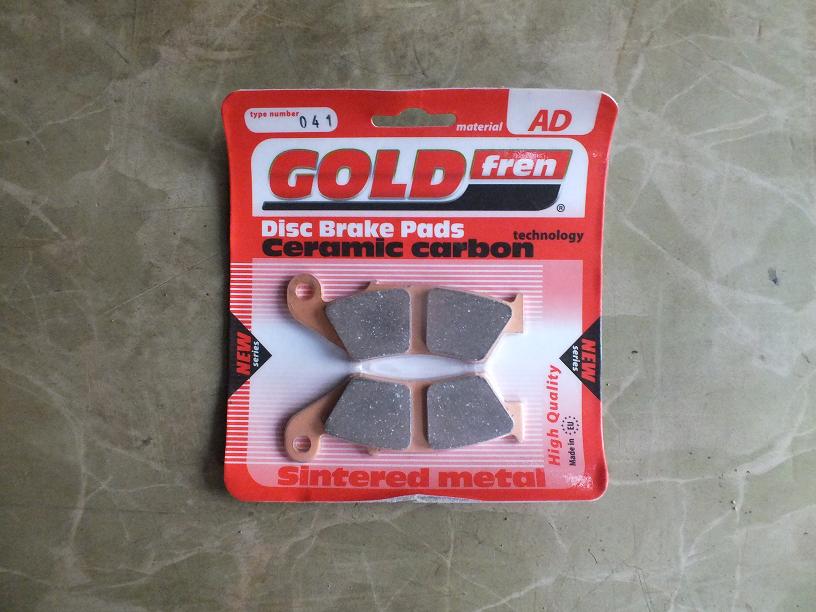 type number 041
material AD
GOLD fren ®
Disc Brake Pads
Ceramic carbon technology
NEW series
NEW series
High Quality
Made in EU
Sintered metal